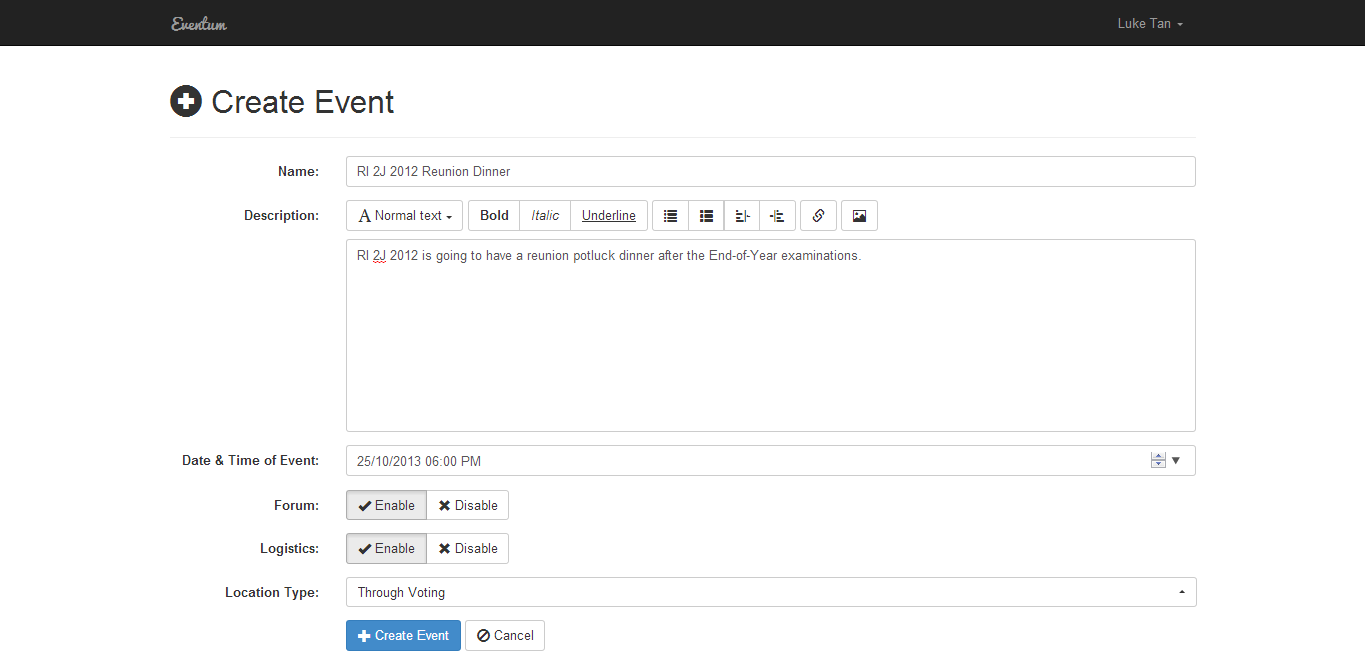 Eventum
Luke Tan
Create Event
Name:
RI 2J 2012 Reunion Dinner
Description:
A Normal text Bold Italic Underline
RI 2J 2012 is going to have a reunion potluck dinner after the End-of-Year examinations.
Date & Time of Event:
25/10/2013 06:00 PM
Forum:
Enable Disable
Logistics:
Enable Disable
Location Type:
Through Voting
Create Event Cancel